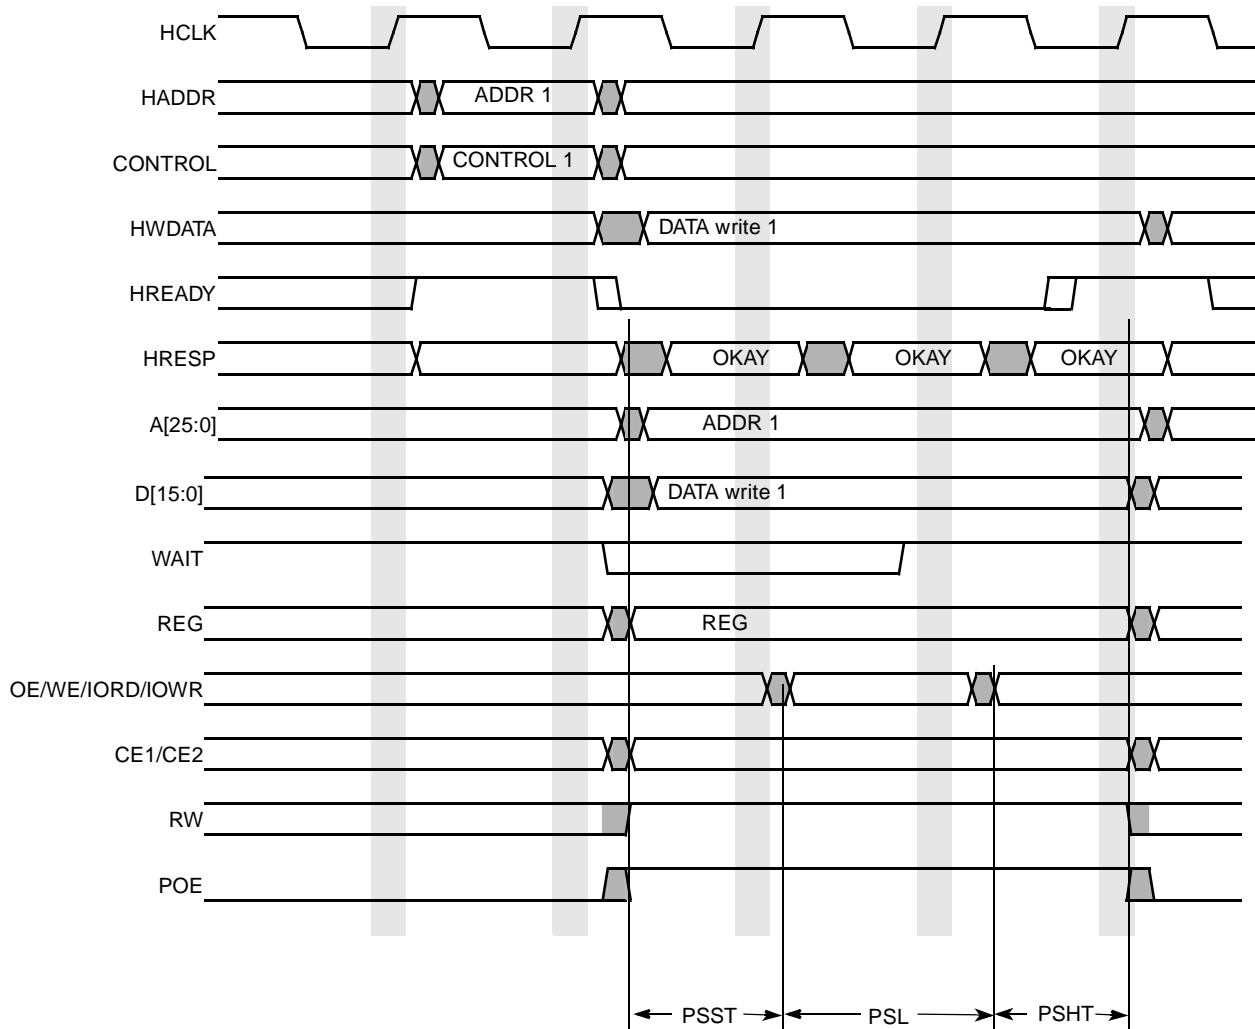 HCLK
HADDR ADDR 1
CONTROL CONTROL 1
HWDATA DATA write 1
HREADY
HRESP OKAY OKAY OKAY
A[25:0] ADDR 1
D[15:0] DATA write 1
WAIT
REG REG
OE/WE/IORD/IOWR
CE1/CE2
RW
POE
PSST PSL PSHT